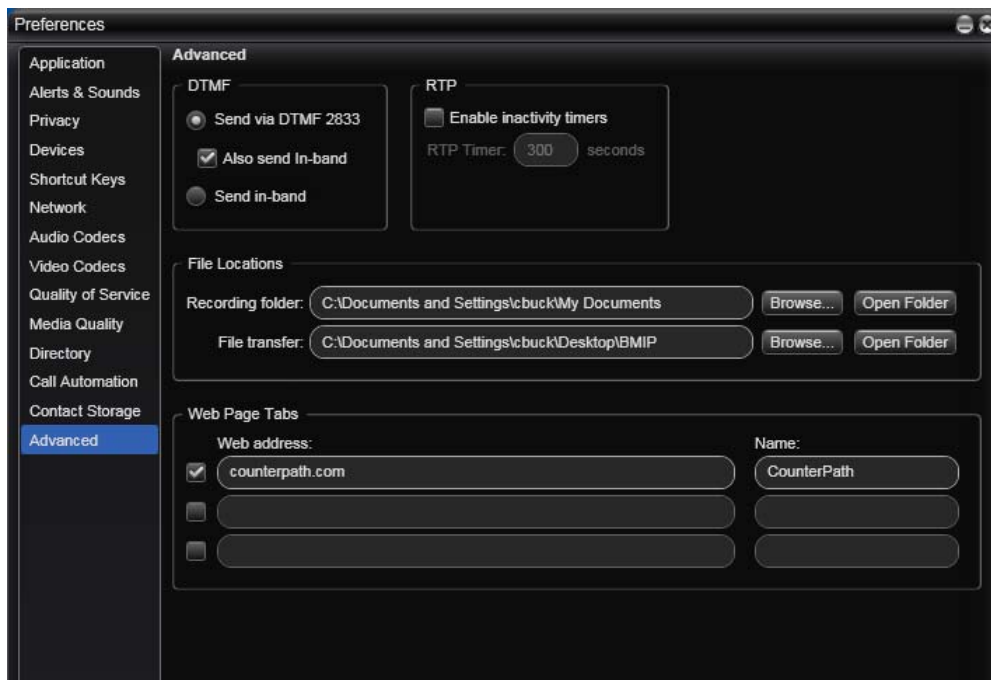 Preferences
Application
Alerts & Sounds
Privacy
Devices
Shortcut Keys
Network
Audio Codecs
Video Codecs
Quality of Service
Media Quality
Directory
Call Automation
Contact Storage
Advanced
Advanced
DTMF
Send via DTMF 2833
Also send In-band
Send in-band
RTP
Enable inactivity timers
RTP Timer: 300 seconds
File Locations
Recording folder: C:\Documents and Settings\cbuck\My Documents Browse... Open Folder
File transfer: C:\Documents and Settings\cbuck\Desktop\BMIP Browse... Open Folder
Web Page Tabs
Web address: Name:
counterpath.com CounterPath